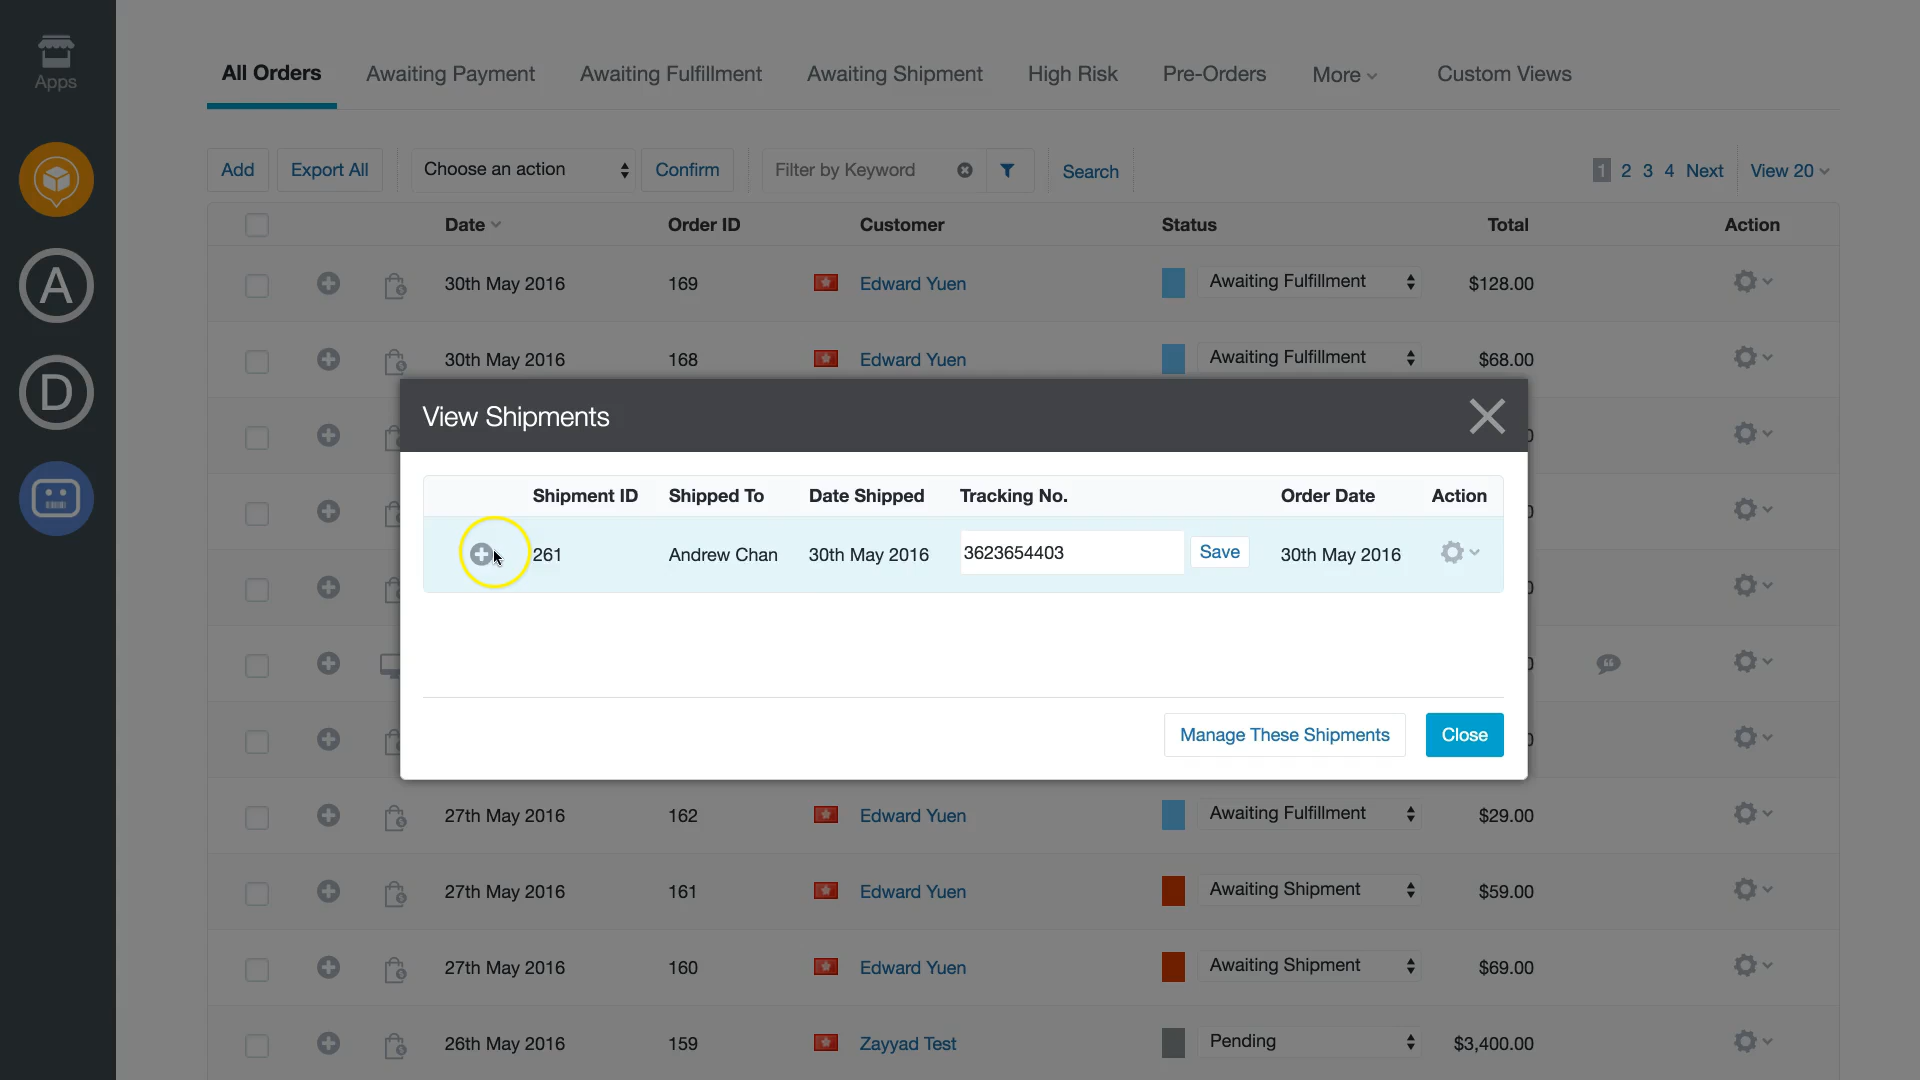 Apps
All Orders Awaiting Payment Awaiting Fulfillment Awaiting Shipment High Risk Pre-Orders More Custom Views
Add Export All Choose an action Confirm Filter by Keyword Search 1 2 3 4 Next View 20
Date Order ID Customer Status Total Action
30th May 2016 169 Edward Yuen Awaiting Fulfillment $128.00
30th May 2016 168 Edward Yuen Awaiting Fulfillment $68.00
View Shipments
Shipment ID Shipped To Date Shipped Tracking No. Order Date Action
261 Andrew Chan 30th May 2016 3623654403 Save 30th May 2016
Manage These Shipments Close
A
D
27th May 2016 162 Edward Yuen Awaiting Fulfillment $29.00
27th May 2016 161 Edward Yuen Awaiting Shipment $59.00
27th May 2016 160 Edward Yuen Awaiting Shipment $69.00
26th May 2016 159 Zayyad Test Pending $3,400.00